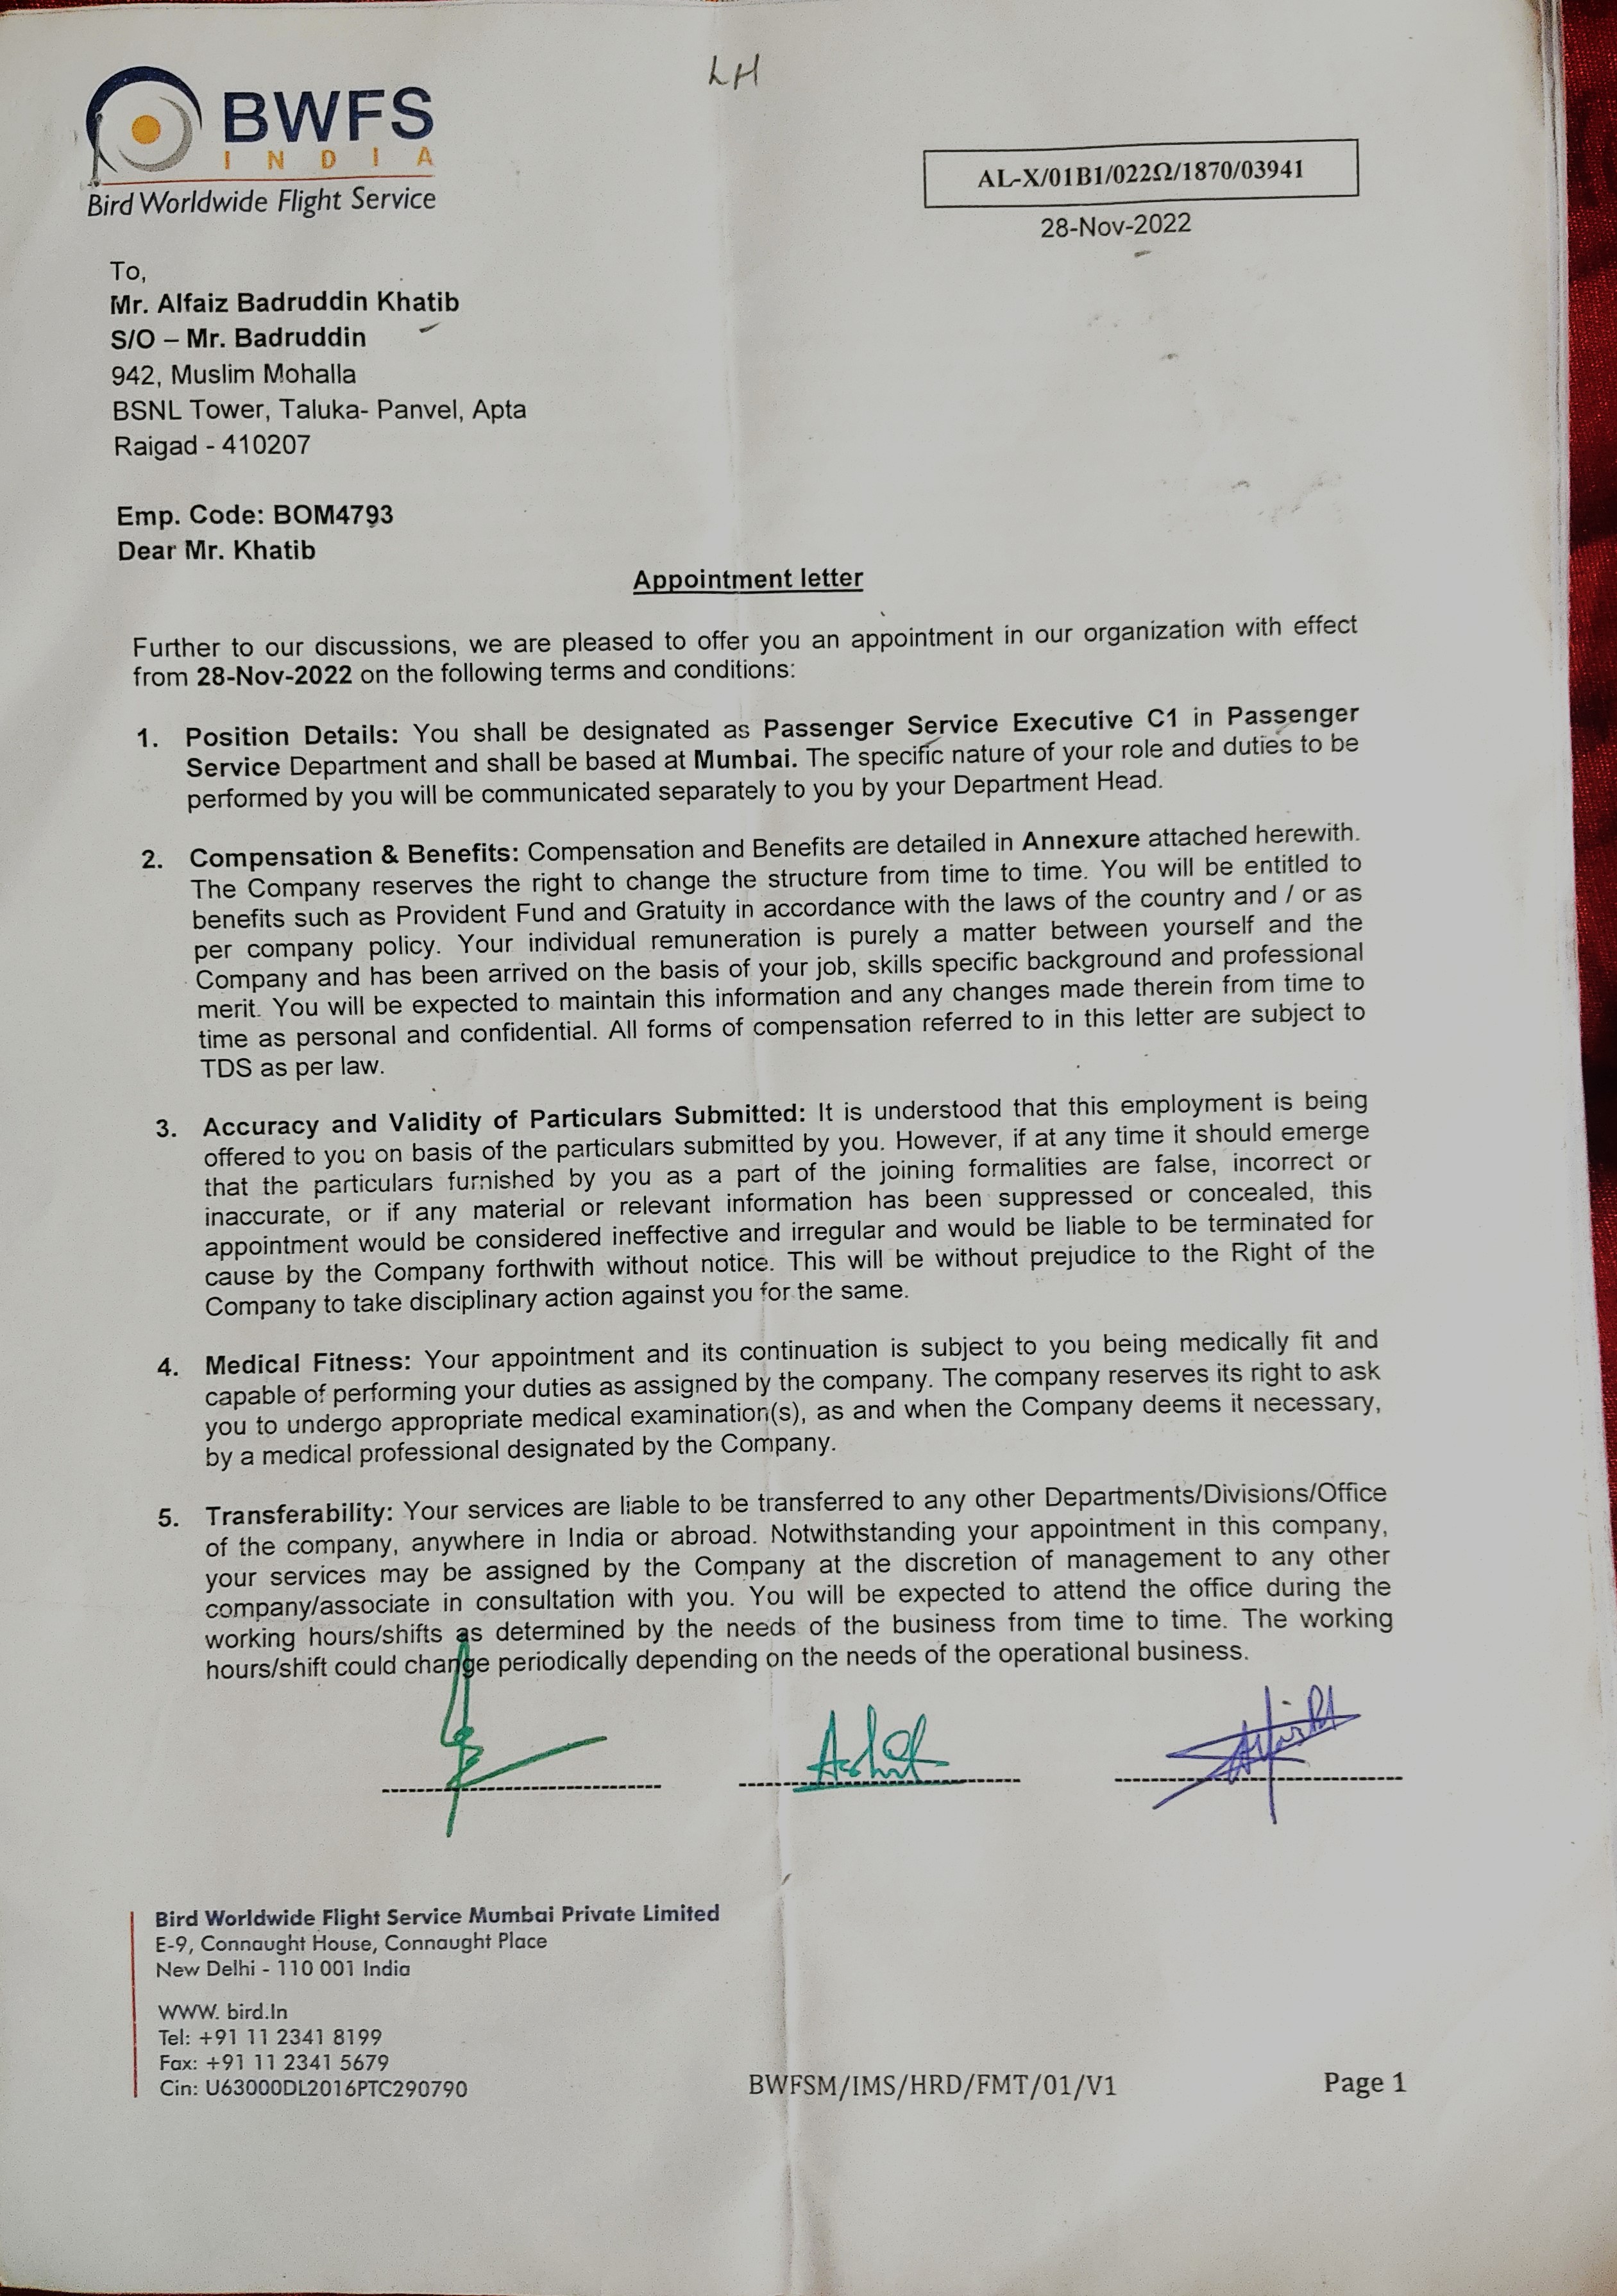 LH
BWFS
INDIA
Bird Worldwide Flight Service
AL-X/01B1/022Ω/1870/03941
28-Nov-2022
To,
Mr. Alfaiz Badruddin Khatib
S/O – Mr. Badruddin
942, Muslim Mohalla
BSNL Tower, Taluka- Panvel, Apta
Raigad - 410207
Emp. Code: BOM4793
Dear Mr. Khatib
Appointment letter
Further to our discussions, we are pleased to offer you an appointment in our organization with effect
from 28-Nov-2022 on the following terms and conditions:
1. Position Details: You shall be designated as Passenger Service Executive C1 in Passenger
Service Department and shall be based at Mumbai. The specific nature of your role and duties to be
performed by you will be communicated separately to you by your Department Head.
2. Compensation & Benefits: Compensation and Benefits are detailed in Annexure attached herewith.
The Company reserves the right to change the structure from time to time. You will be entitled to
benefits such as Provident Fund and Gratuity in accordance with the laws of the country and / or as
per company policy. Your individual remuneration is purely a matter between yourself and the
Company and has been arrived on the basis of your job, skills specific background and professional
merit. You will be expected to maintain this information and any changes made therein from time to
time as personal and confidential. All forms of compensation referred to in this letter are subject to
TDS as per law.
3. Accuracy and Validity of Particulars Submitted: It is understood that this employment is being
offered to you on basis of the particulars submitted by you. However, if at any time it should emerge
that the particulars furnished by you as a part of the joining formalities are false, incorrect or
inaccurate, or if any material or relevant information has been suppressed or concealed, this
appointment would be considered ineffective and irregular and would be liable to be terminated for
cause by the Company forthwith without notice. This will be without prejudice to the Right of the
Company to take disciplinary action against you for the same.
4. Medical Fitness: Your appointment and its continuation is subject to you being medically fit and
capable of performing your duties as assigned by the company. The company reserves its right to ask
you to undergo appropriate medical examination(s), as and when the Company deems it necessary,
by a medical professional designated by the Company.
5. Transferability: Your services are liable to be transferred to any other Departments/Divisions/Office
of the company, anywhere in India or abroad. Notwithstanding your appointment in this company,
your services may be assigned by the Company at the discretion of management to any other
company/associate in consultation with you. You will be expected to attend the office during the
working hours/shifts as determined by the needs of the business from time to time. The working
hours/shift could change periodically depending on the needs of the operational business.
Bird Worldwide Flight Service Mumbai Private Limited
E-9, Connaught House, Connaught Place
New Delhi - 110 001 India
WWW. bird.In
Tel: +91 11 2341 8199
Fax: +91 11 2341 5679
Cin: U63000DL2016PTC290790
BWFSM/IMS/HRD/FMT/01/V1
Page 1